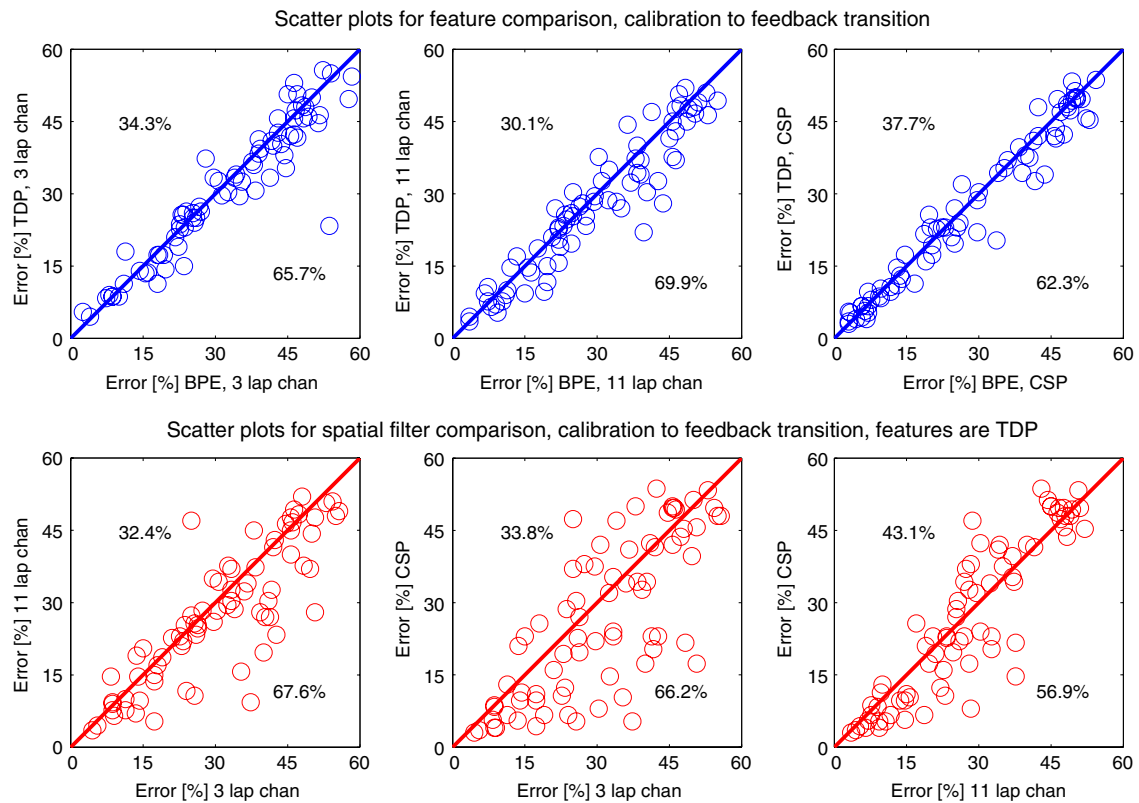 Scatter plots for feature comparison, calibration to feedback transition
60
45
30
15
0
0 15 30 45 60
34.3%
65.7%
Error [%] TDP, 3 lap chan
Error [%] BPE, 3 lap chan
60
45
30
15
0
0 15 30 45 60
30.1%
69.9%
Error [%] TDP, 11 lap chan
Error [%] BPE, 11 lap chan
60
45
30
15
0
0 15 30 45 60
37.7%
62.3%
Error [%] TDP, CSP
Error [%] BPE, CSP
Scatter plots for spatial filter comparison, calibration to feedback transition, features are TDP
60
45
30
15
0
0 15 30 45 60
32.4%
67.6%
Error [%] 11 lap chan
Error [%] 3 lap chan
60
45
30
15
0
0 15 30 45 60
33.8%
66.2%
Error [%] CSP
Error [%] 3 lap chan
60
45
30
15
0
0 15 30 45 60
43.1%
56.9%
Error [%] CSP
Error [%] 11 lap chan